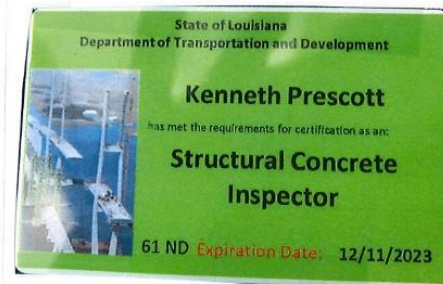 State of Louisiana
Department of Transportation and Development
Kenneth Prescott
has met the requirements for certification as an:
Structural Concrete
Inspector
61 ND Expiration Date: 12/11/2023